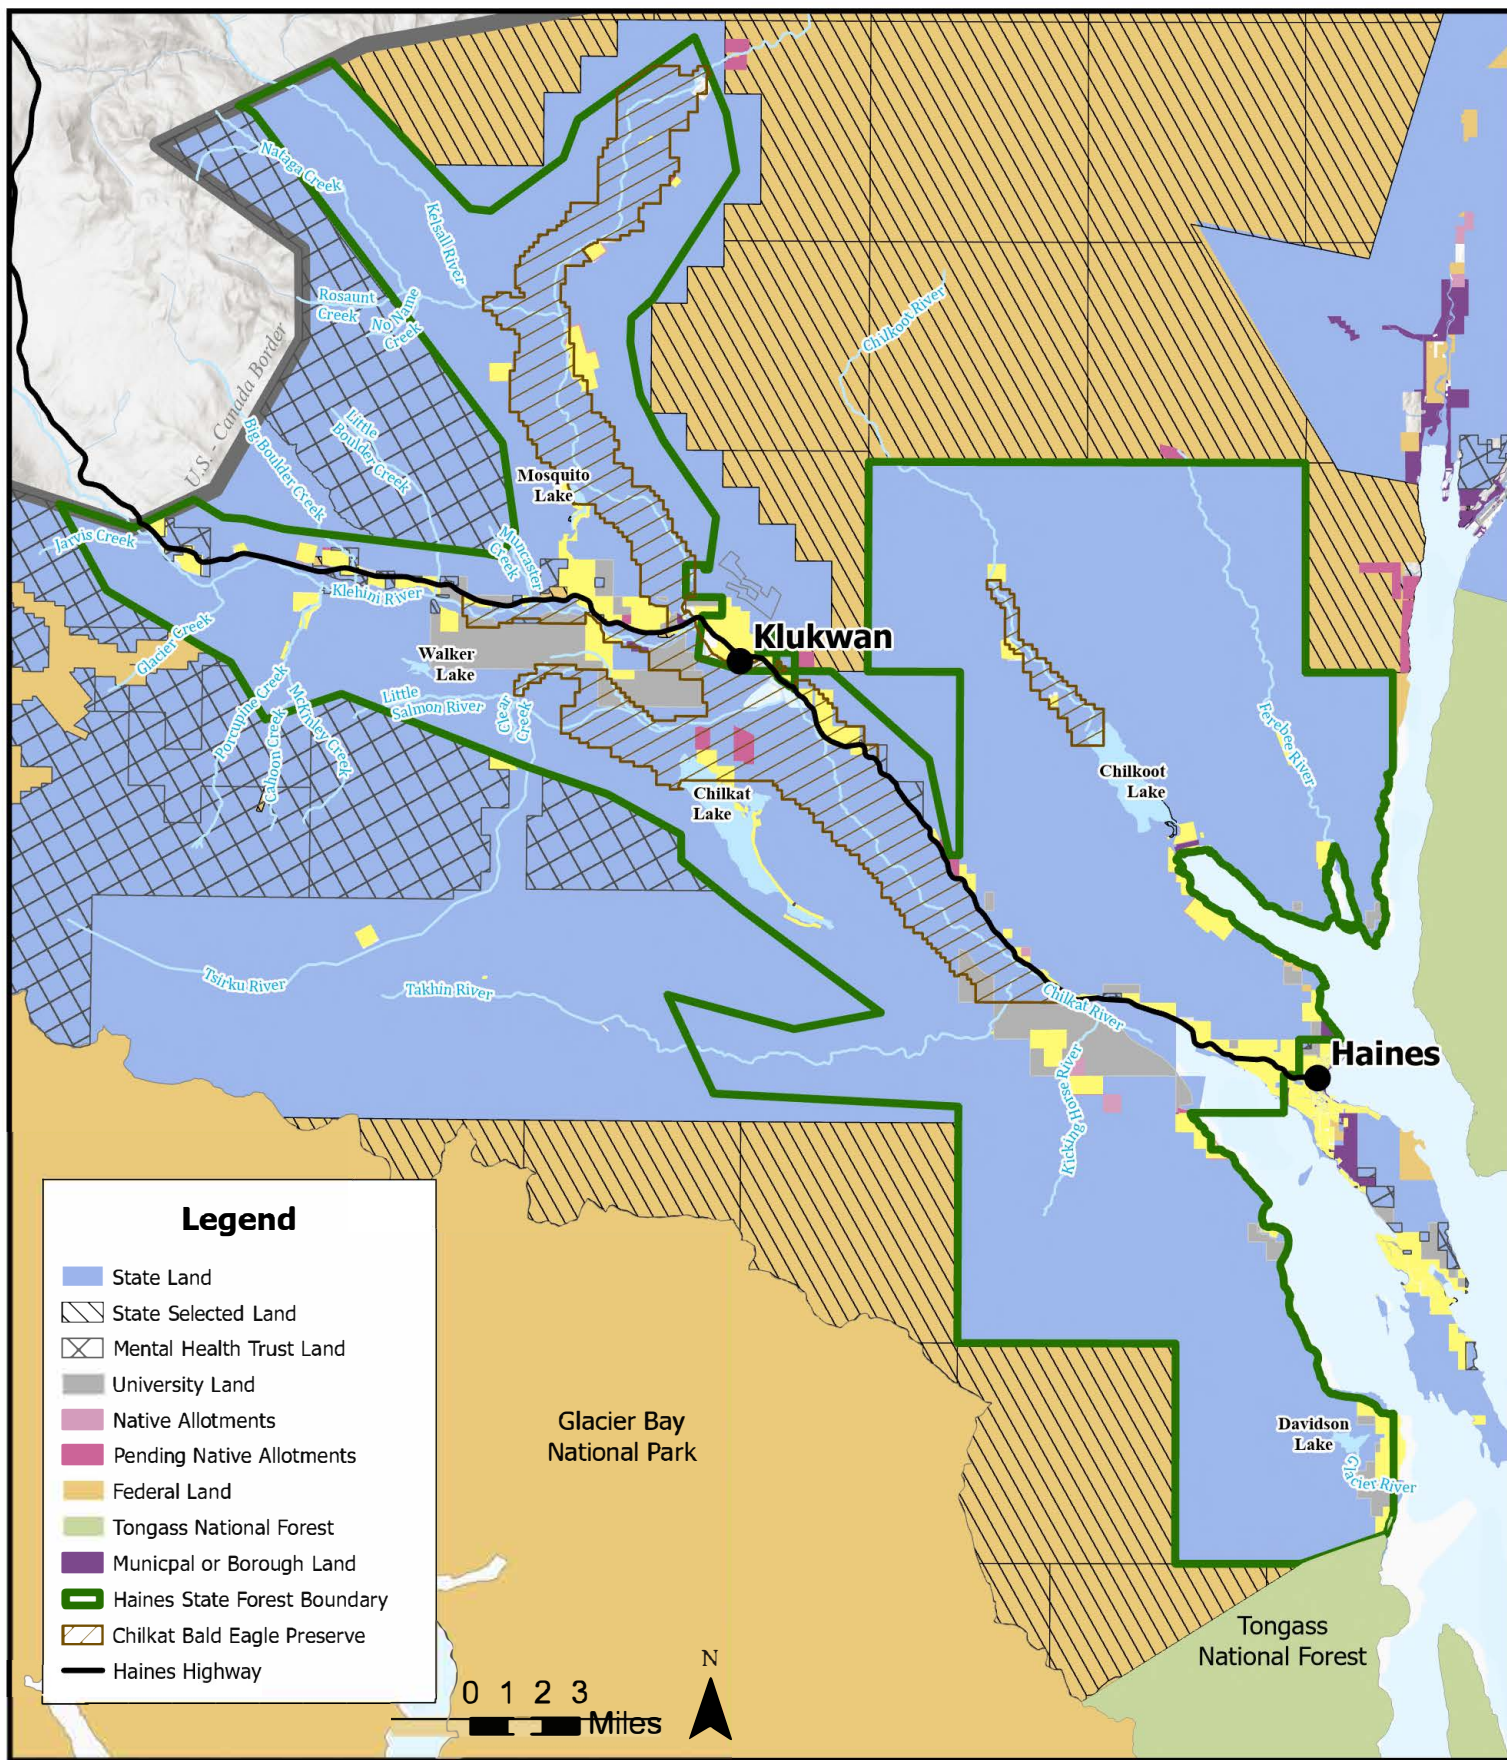 Nataga Creek
Kelsall River
Rosaunt
Creek
No Name
Creek
Chilkoot River
U.S. - Canada Border
Big Boulder Creek
Little
Boulder Creek
Mosquito
Lake
Jarvis Creek
Muncaster
Creek
Klehini River
Klukwan
Glacier Creek
Walker
Lake
Porcupine Creek
Cahoon Creek
McKinley Creek
Little
Salmon River
Clear
Creek
Ferebee River
Chilkoot
Lake
Chilkat
Lake
Tsirku River
Takhin River
Chilkat River
Haines
Kicking Horse River
Legend
State Land
State Selected Land
Mental Health Trust Land
University Land
Native Allotments
Pending Native Allotments
Federal Land
Tongass National Forest
Municpal or Borough Land
Haines State Forest Boundary
Chilkat Bald Eagle Preserve
Haines Highway
Glacier Bay
National Park
Davidson
Lake
Glacier River
Tongass
National Forest
N
0 1 2 3
Miles